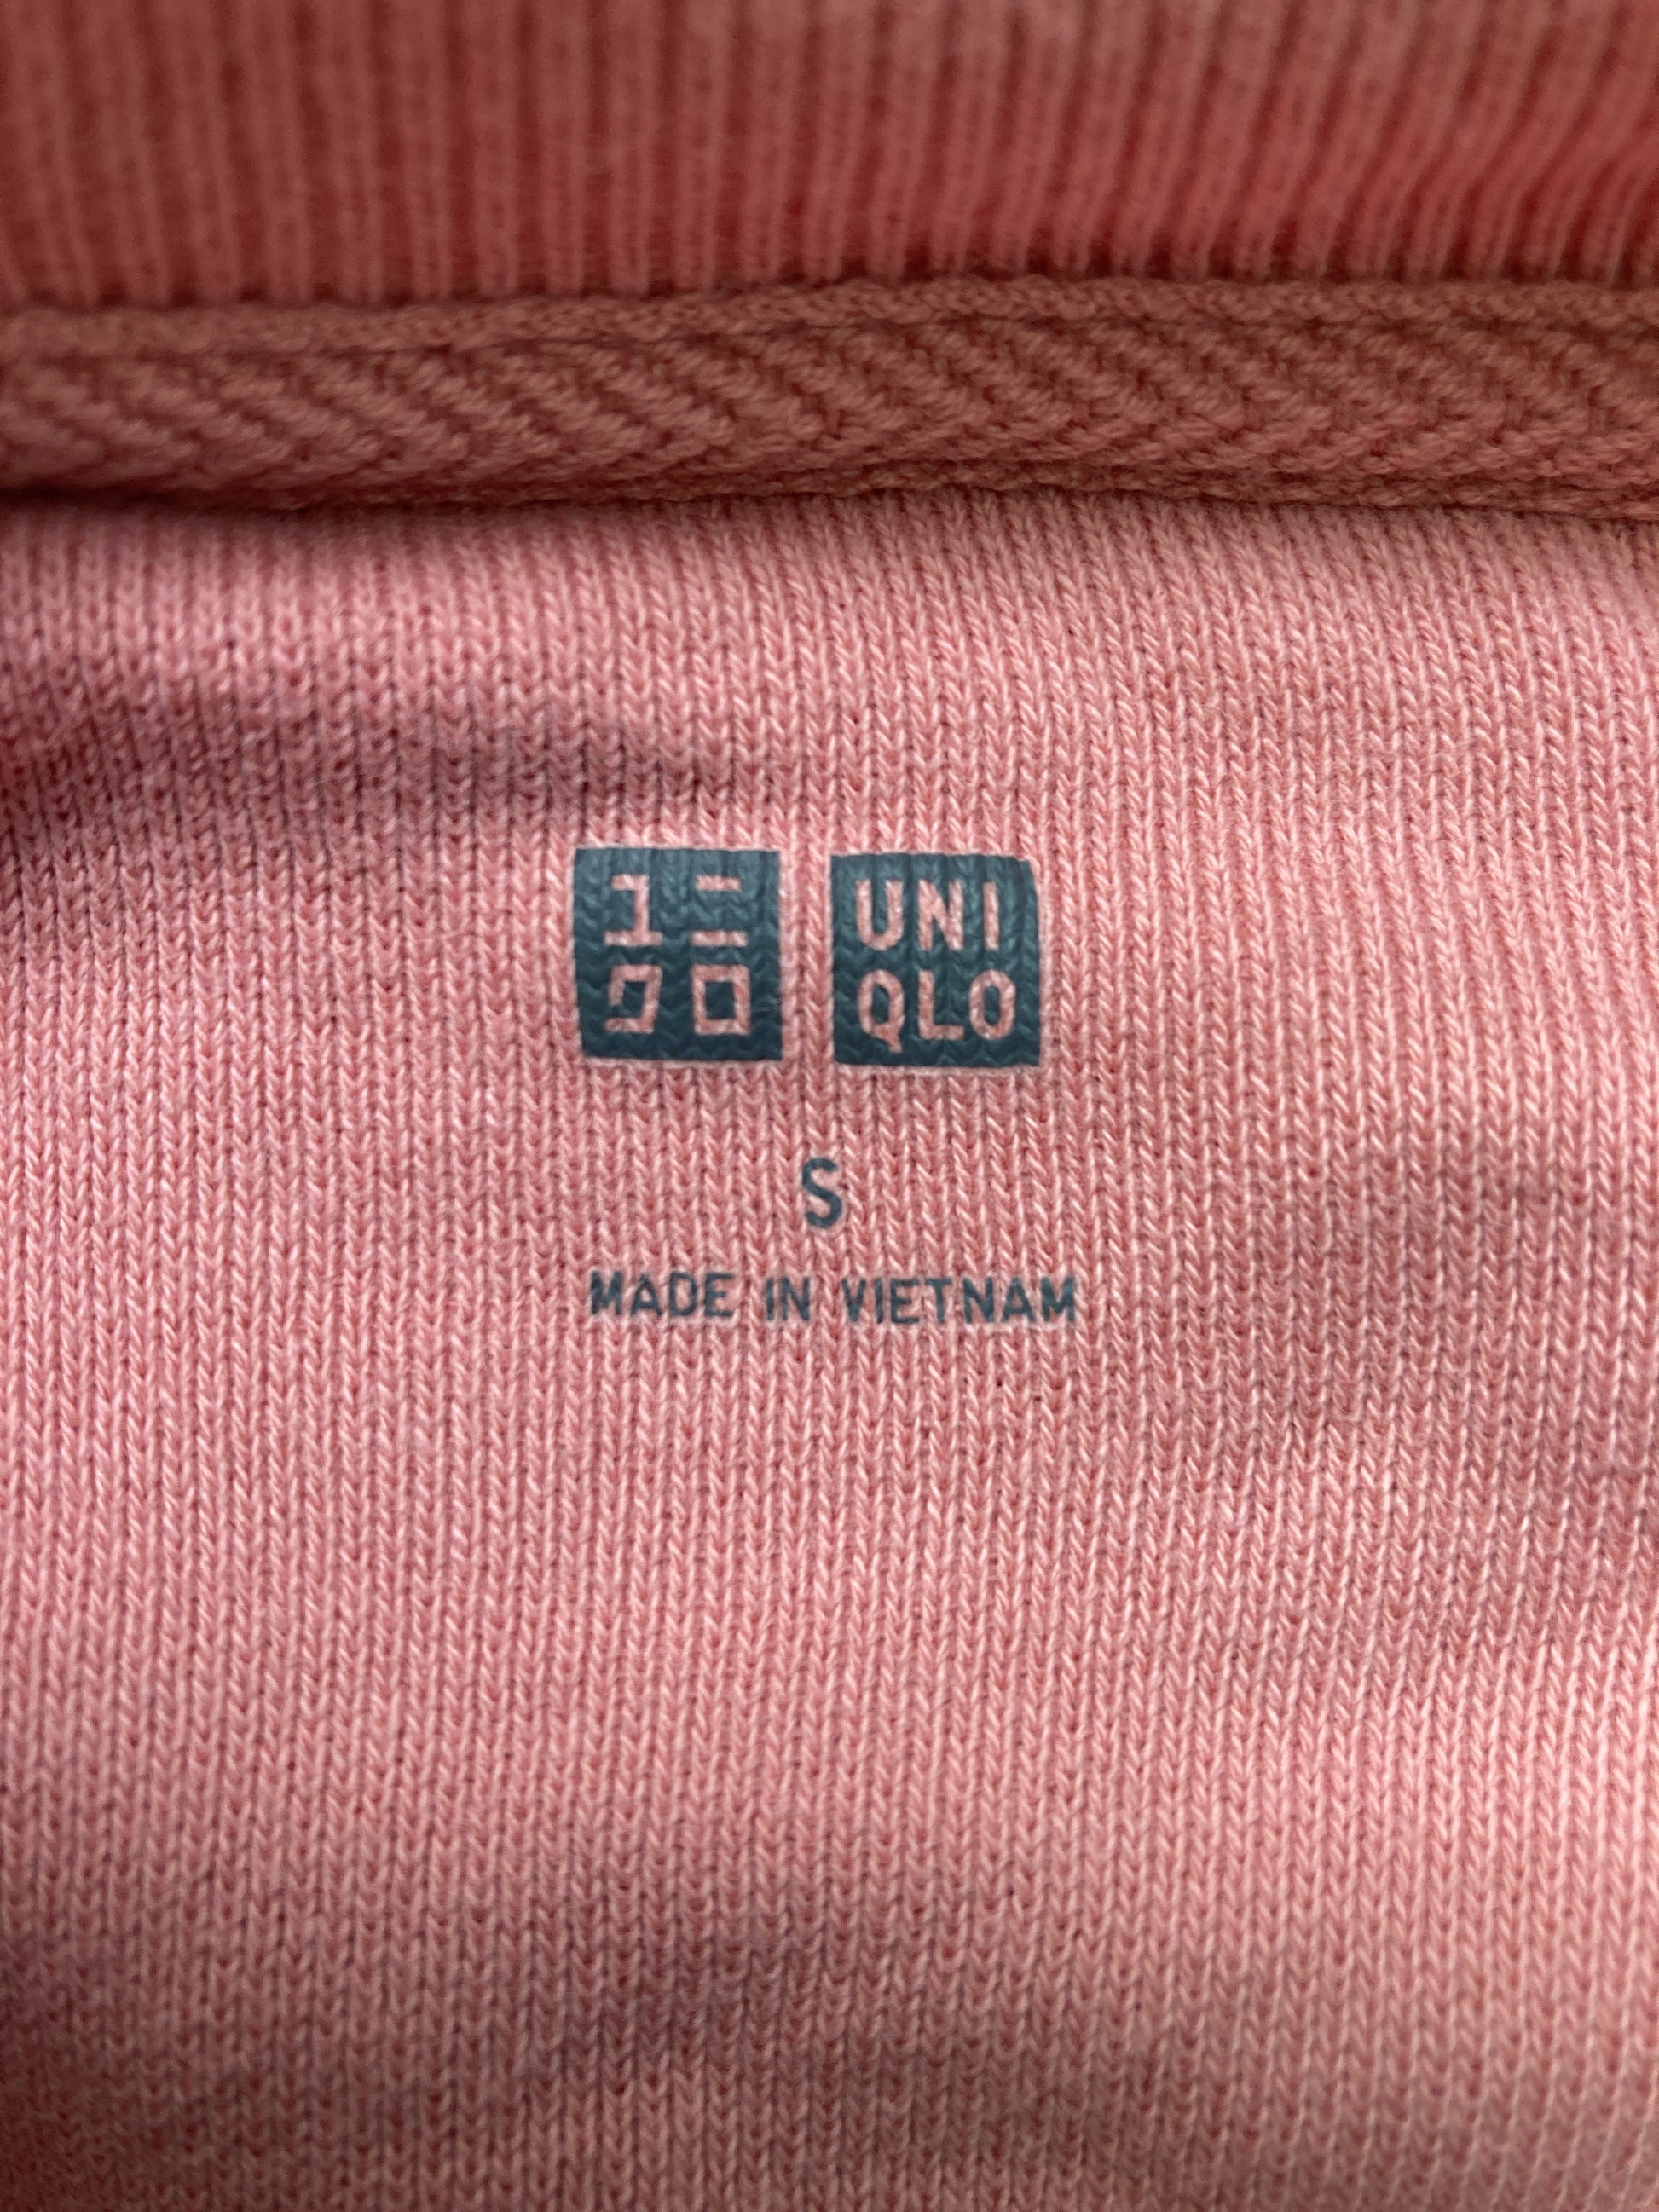 ユニ
クロ
UNI
QLO
S
MADE IN VIETNAM